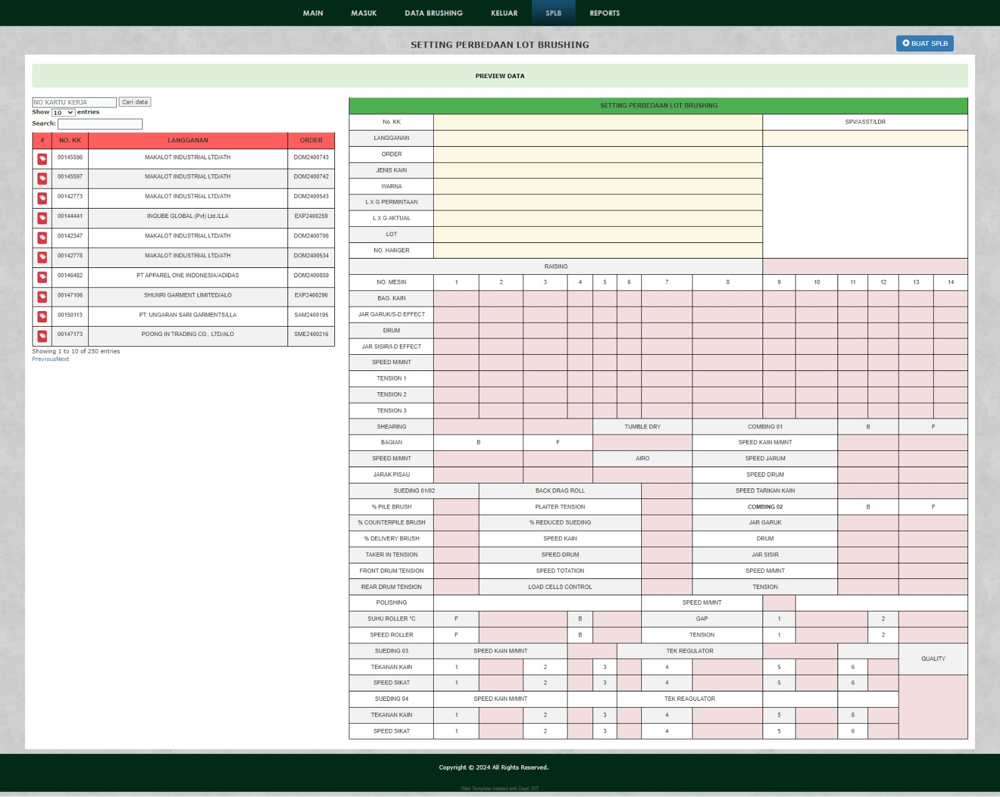 MAIN MASUK DATA BRUSHING KELUAR SPLB REPORTS
SETTING PERBEDAAN LOT BRUSHING
BUAT SPLB
PREVIEW DATA
NO KARTU KERJA Cari data
Show 10 entries
Search:
# NO. KK LANGGANAN ORDER
00145596 MAKALOT INDUSTRIAL LTD/ATH DOM2400743
00145597 MAKALOT INDUSTRIAL LTD/ATH DOM2400742
00142773 MAKALOT INDUSTRIAL LTD/ATH DOM2400543
00144441 INQUBE GLOBAL (Pvt) Ltd./LLA EXP2400259
00142347 MAKALOT INDUSTRIAL LTD/ATH DOM2400706
00142778 MAKALOT INDUSTRIAL LTD/ATH DOM2400534
00146482 PT APPAREL ONE INDONESIA/ADIDAS DOM2400859
00147106 SHUNRI GARMENT LIMITED/ALO EXP2400296
00150113 PT. UNGARAN SARI GARMENTS/LLA SAM2400195
00147173 POONG IN TRADING CO., LTD/ALO SME2400216
Showing 1 to 10 of 250 entries
PreviousNext
SETTING PERBEDAAN LOT BRUSHING
No. KK SPV/ASST/LDR
LANGGANAN
ORDER
JENIS KAIN
WARNA
L X G PERMINTAAN
L X G AKTUAL
LOT
NO. HANGER
RAISING
NO. MESIN 1 2 3 4 5 6 7 8 9 10 11 12 13 14
BAG. KAIN
JAR GARUK/S-D EFFECT
DRUM
JAR SISIR/I-D EFFECT
SPEED M/MNT
TENSION 1
TENSION 2
TENSION 3
SHEARING TUMBLE DRY COMBING 01 B F
BAGIAN B F SPEED KAIN M/MNT
SPEED M/MNT AIRO SPEED JARUM
JARAK PISAU SPEED DRUM
SUEDING 01/02 BACK DRAG ROLL SPEED TARIKAN KAIN
% PILE BRUSH PLAITER TENSION COMBING 02 B F
% COUNTERPILE BRUSH % REDUCED SUEDING JAR GARUK
% DELIVERY BRUSH SPEED KAIN DRUM
TAKER IN TENSION SPEED DRUM JAR SISIR
FRONT DRUM TENSION SPEED TOTATION SPEED M/MNT
REAR DRUM TENSION LOAD CELLS CONTROL TENSION
POLISHING SPEED M/MNT
SUHU ROLLER °C F B GAP 1 2
SPEED ROLLER F B TENSION 1 2
SUEDING 03 SPEED KAIN M/MNT TEK REGULATOR QUALITY
TEKANAN KAIN 1 2 3 4 5 6
SPEED SIKAT 1 2 3 4 5 6
SUEDING 04 SPEED KAIN M/MNT TEK REAGULATOR
TEKANAN KAIN 1 2 3 4 5 6
SPEED SIKAT 1 2 3 4 5 6
Copyright © 2024 All Rights Reserved.
Web Template created with Dept. DIT